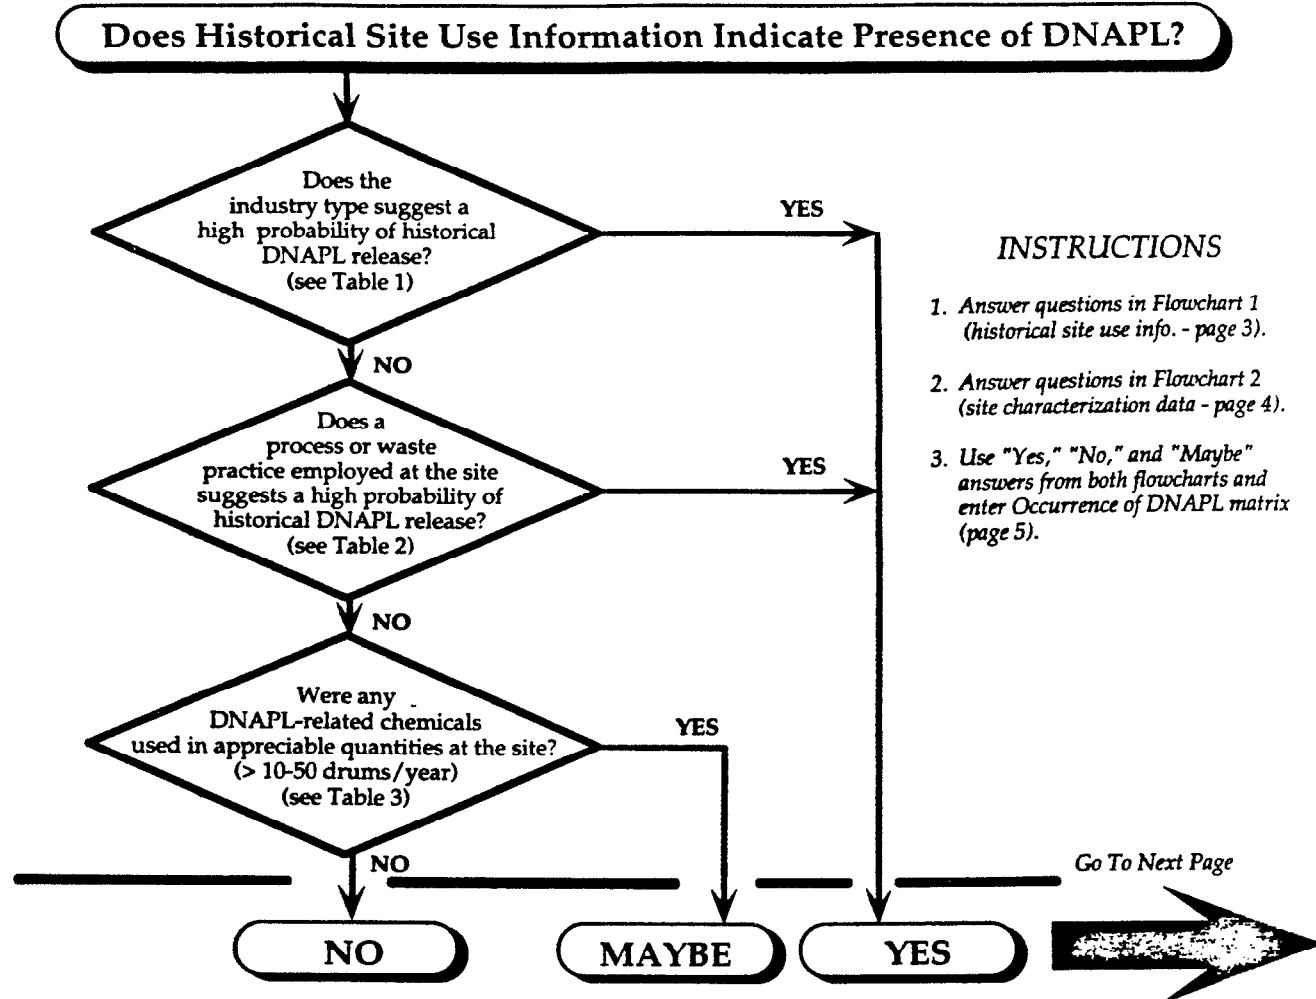 Does Historical Site Use Information Indicate Presence of DNAPL?
Does the
industry type suggest a
high probability of historical
DNAPL release?
(see Table 1)
YES
NO
Does a
process or waste
practice employed at the site
suggests a high probability of
historical DNAPL release?
(see Table 2)
YES
NO
Were any
DNAPL-related chemicals
used in appreciable quantities at the site?
(> 10-50 drums/year)
(see Table 3)
YES
NO
INSTRUCTIONS
1. Answer questions in Flowchart 1
(historical site use info. - page 3).
2. Answer questions in Flowchart 2
(site characterization data - page 4).
3. Use "Yes," "No," and "Maybe"
answers from both flowcharts and
enter Occurrence of DNAPL matrix
(page 5).
Go To Next Page
NO
MAYBE
YES